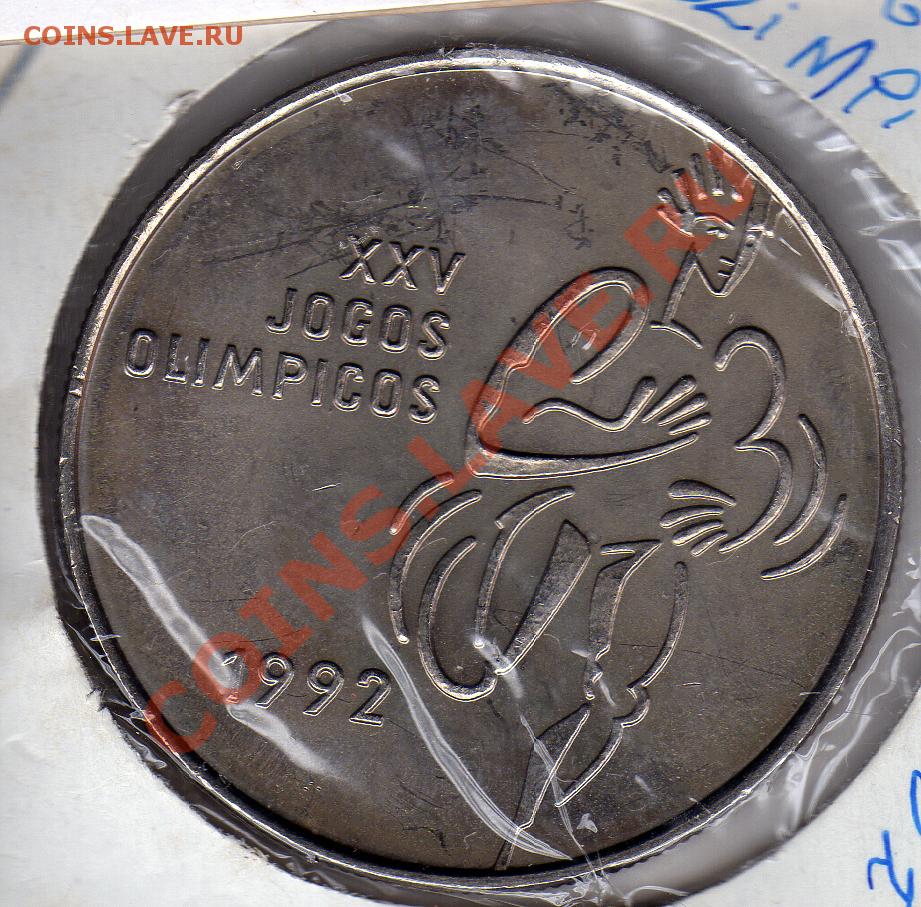 COINS.LAVE.RU
XXV
JOGOS
OLIMPICOS
1992
COINS.LAVE.RU